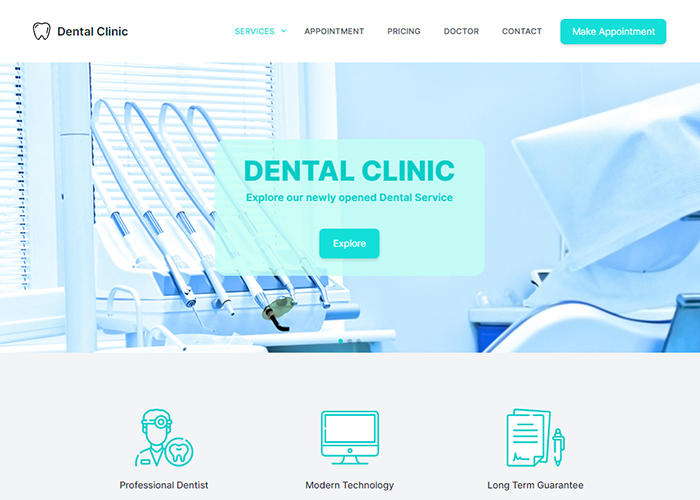 Dental Clinic
SERVICES
APPOINTMENT
PRICING
DOCTOR
CONTACT
Make Appointment
DENTAL CLINIC
Explore our newly opened Dental Service
Explore
Professional Dentist
Modern Technology
Long Term Guarantee